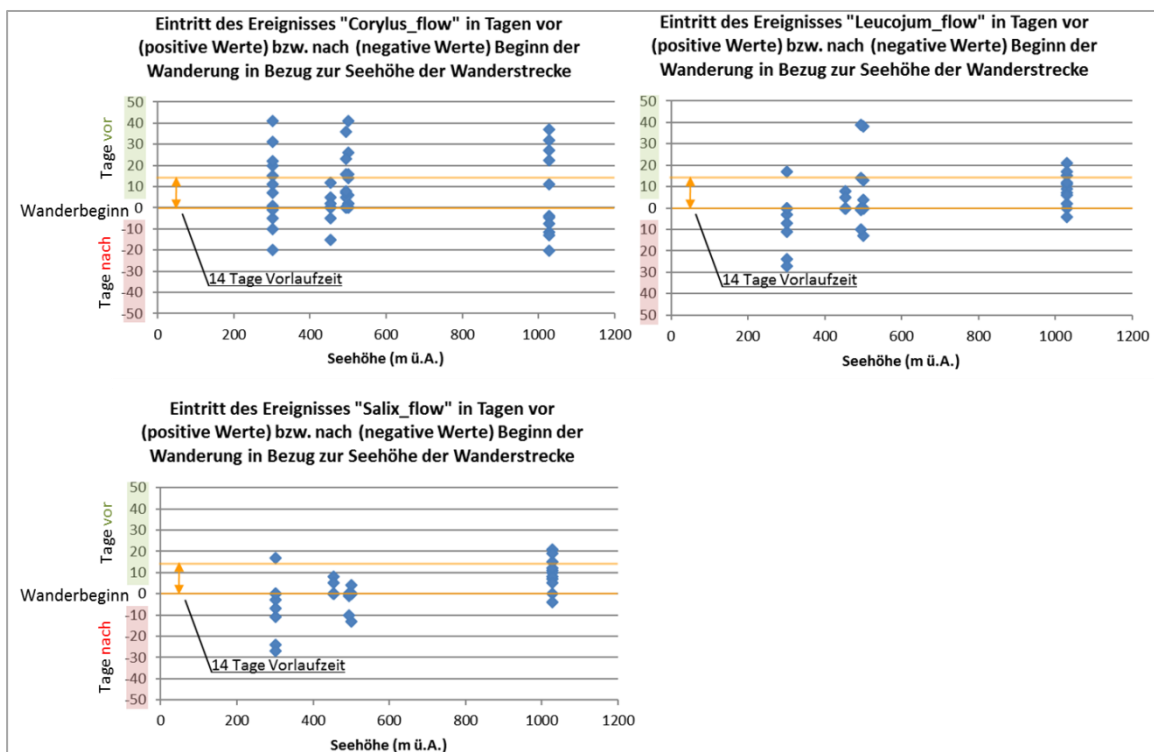 Eintritt des Ereignisses "Corylus_flow" in Tagen vor
(positive Werte) bzw. nach (negative Werte) Beginn der
Wanderung in Bezug zur Seehöhe der Wanderstrecke
50
40
30
20
10
0
-10
-20
-30
-40
-50
Tage vor
Wanderbeginn
Tage nach
14 Tage Vorlaufzeit
0 200 400 600 800 1000 1200
Seehöhe (m ü.A.)
Eintritt des Ereignisses "Leucojum_flow" in Tagen vor
(positive Werte) bzw. nach (negative Werte) Beginn der
Wanderung in Bezug zur Seehöhe der Wanderstrecke
50
40
30
20
10
0
10
20
30
40
50
14 Tage Vorlaufzeit
0 200 400 600 800 1000 1200
Seehöhe (m ü.A.)
Eintritt des Ereignisses "Salix_flow" in Tagen vor
(positive Werte) bzw. nach (negative Werte) Beginn der
Wanderung in Bezug zur Seehöhe der Wanderstrecke
50
40
30
20
10
0
-10
-20
-30
-40
-50
Tage vor
Wanderbeginn
Tage nach
14 Tage Vorlaufzeit
0 200 400 600 800 1000 1200
Seehöhe (m ü.A.)